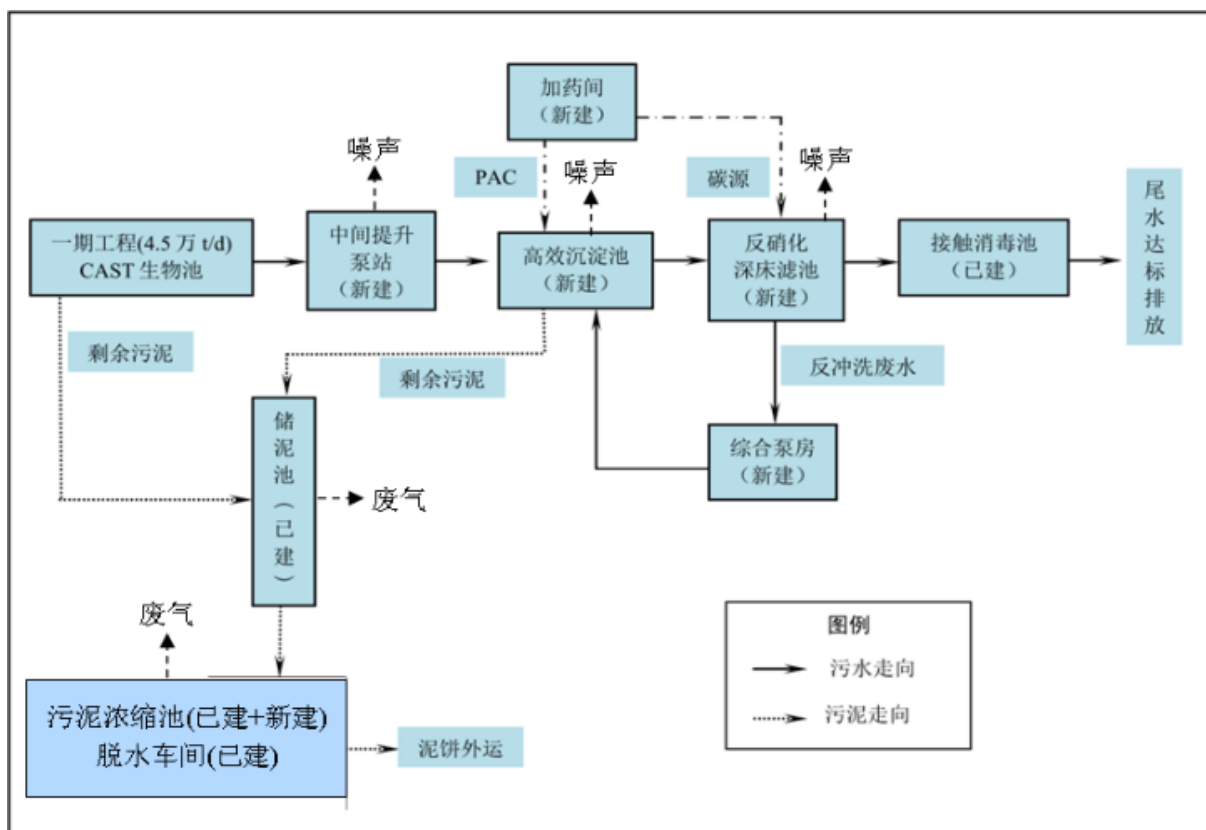 加药间
（新建）
噪声
PAC
噪声
碳源
噪声
一期工程(4.5 万 t/d)
CAST 生物池
中间提升
泵站
（新建）
高效沉淀池
（新建）
反硝化
深床滤池
（新建）
接触消毒池
（已建）
尾水达标排放
剩余污泥
剩余污泥
反冲洗废水
储泥池（已建）
废气
综合泵房
（新建）
废气
污泥浓缩池(已建+新建)
脱水车间(已建)
泥饼外运
图例
污水走向
污泥走向